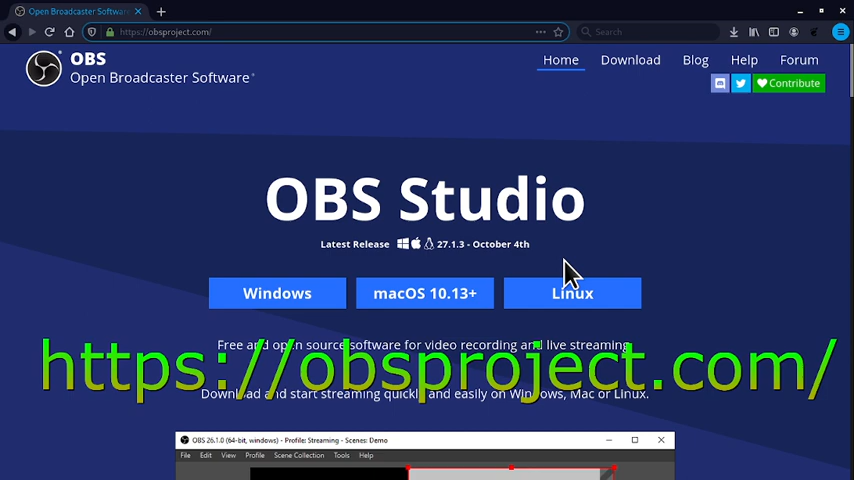 Open Broadcaster Software
https://obsproject.com/
Search
OBS
Open Broadcaster Software
Home
Download
Blog
Help
Forum
Contribute
OBS Studio
Latest Release 27.1.3 - October 4th
Windows
macOS 10.13+
Linux
Free and open source software for video recording and live streaming.
https://obsproject.com/
Download and start streaming quickly and easily on Windows, Mac or Linux.
OBS 26.1.0 (64-bit, windows) - Profile: Streaming - Scenes: Demo
File Edit View Profile Scene Collection Tools Help